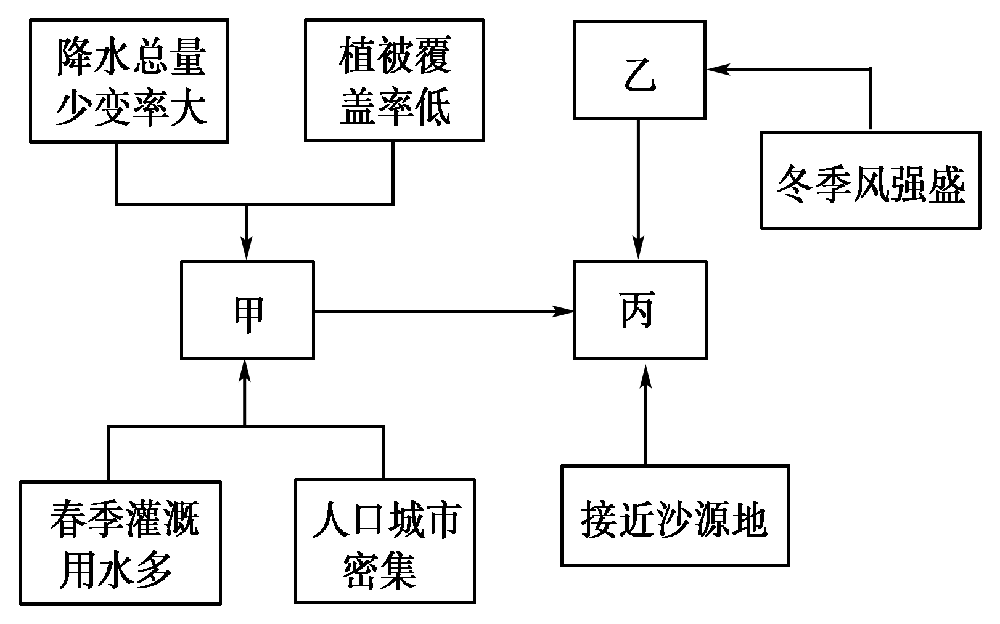 降水总量
少变率大
植被覆
盖率低
乙
冬季风强盛
甲
丙
春季灌溉
用水多
人口城市
密集
接近沙源地